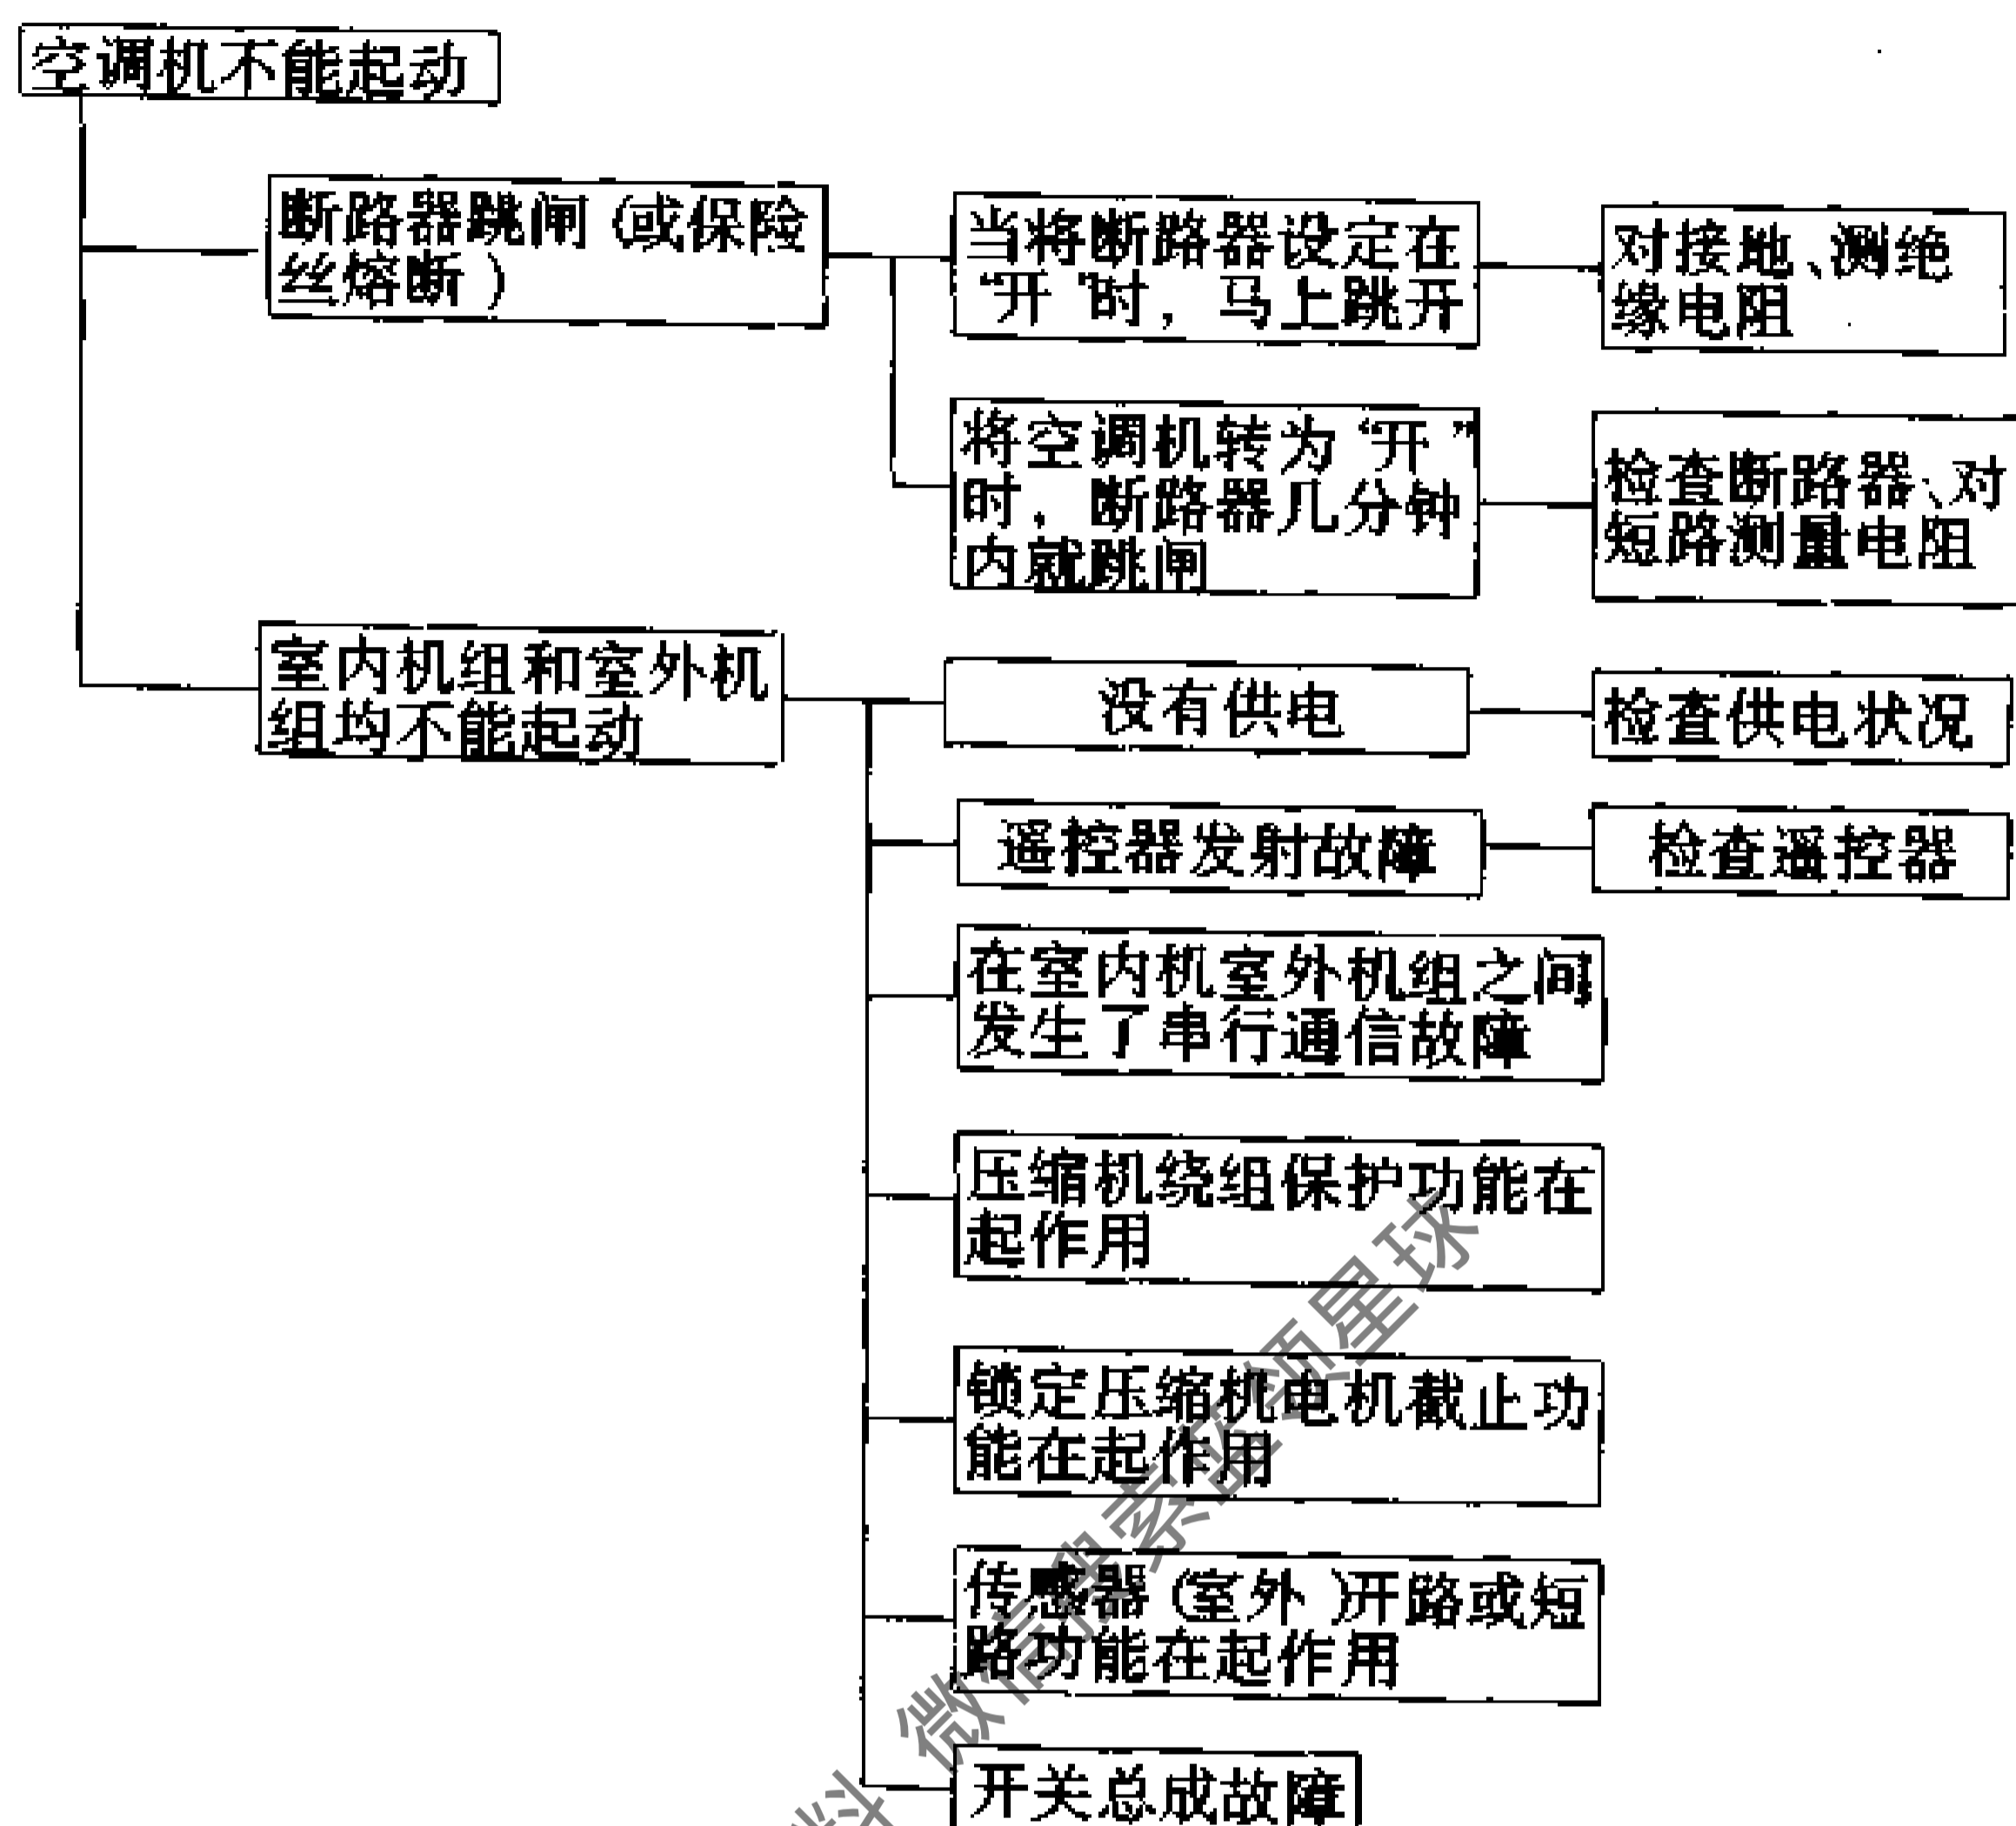 空调机不能起动
断路器跳闸(或保险
丝熔断)
当将断路器设定在
“开”时，马上跳开
对接地、测绝
缘电阻
将空调机转为“开”
时，断路器几分钟
内就跳闸
检查断路器、对
短路测量电阻
室内机组和室外机
组均不能起动
没有供电
检查供电状况
遥控器发射故障
检查遥控器
在室内机室外机组之间
发生了串行通信故障
压缩机绕组保护功能在
起作用
锁定压缩机电机截止功
能在起作用
传感器(室外)开路或短
路功能在起作用
开关总成故障
料 微信搜索蓝领星球